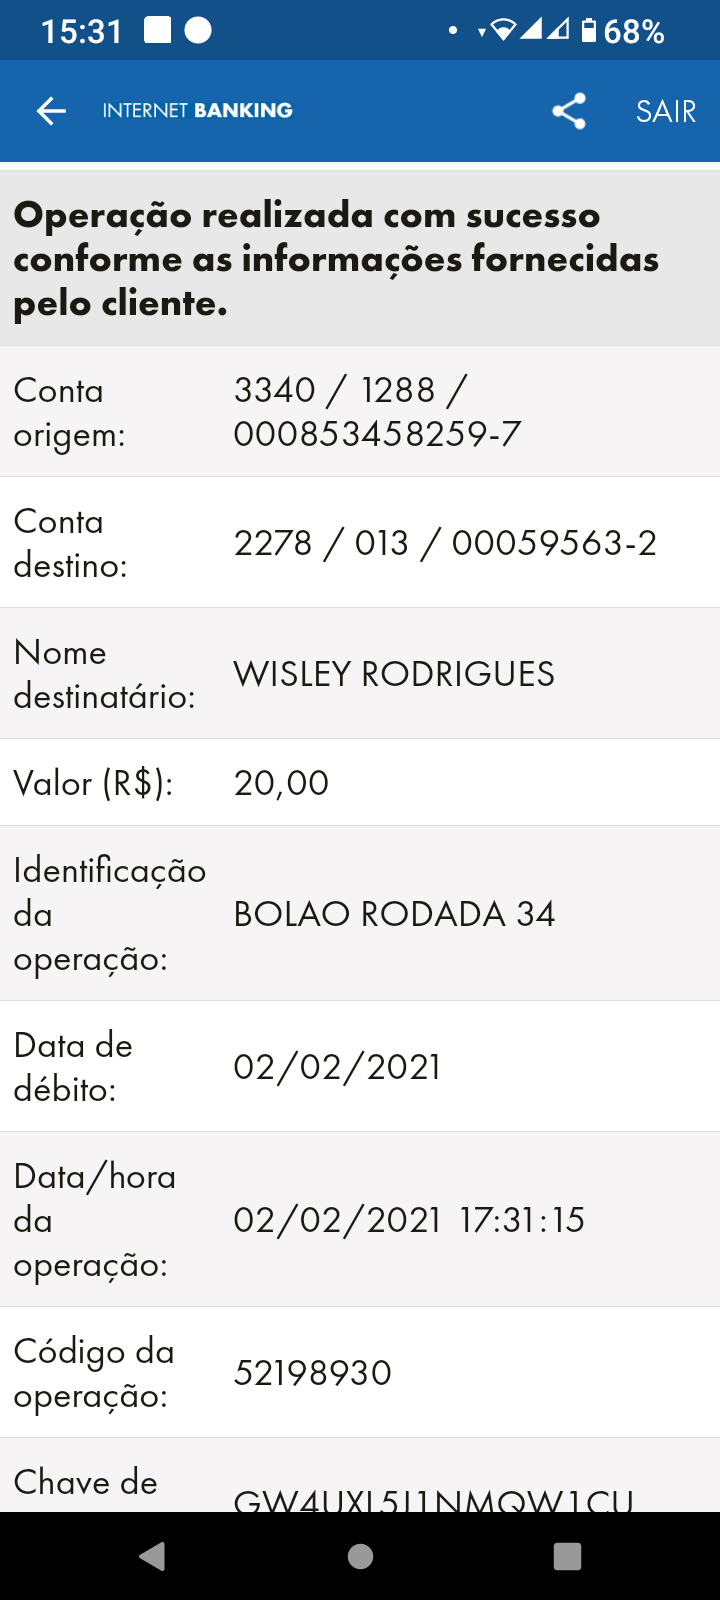 15:31 68%
INTERNET BANKING SAIR
Operação realizada com sucesso
conforme as informações fornecidas
pelo cliente.
Conta
origem:
3340 / 1288 /
000853458259-7
Conta
destino:
2278 / 013 / 00059563-2
Nome
destinatário:
WISLEY RODRIGUES
Valor (R$): 20,00
Identificação
da
operação:
BOLAO RODADA 34
Data de
débito:
02/02/2021
Data/hora
da
operação:
02/02/2021 17:31:15
Código da
operação:
52198930
Chave de